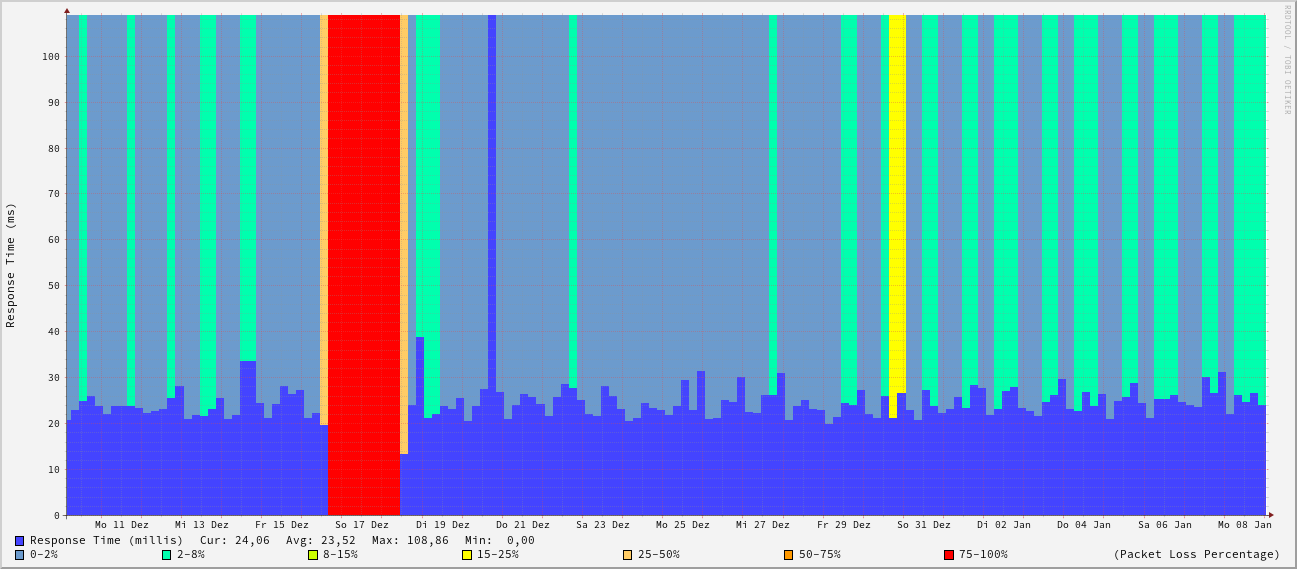 RRDTOOL / TOBI OETIKER
Response Time (ms)
100
90
80
70
60
50
40
30
20
10
0
Mo 11 Dez Mi 13 Dez Fr 15 Dez So 17 Dez Di 19 Dez Do 21 Dez Sa 23 Dez Mo 25 Dez Mi 27 Dez Fr 29 Dez So 31 Dez Di 02 Jan Do 04 Jan Sa 06 Jan Mo 08 Jan
Response Time (millis) Cur: 24,06 Avg: 23,52 Max: 108,86 Min: 0,00
0-2% 2-8% 8-15% 15-25% 25-50% 50-75% 75-100% (Packet Loss Percentage)